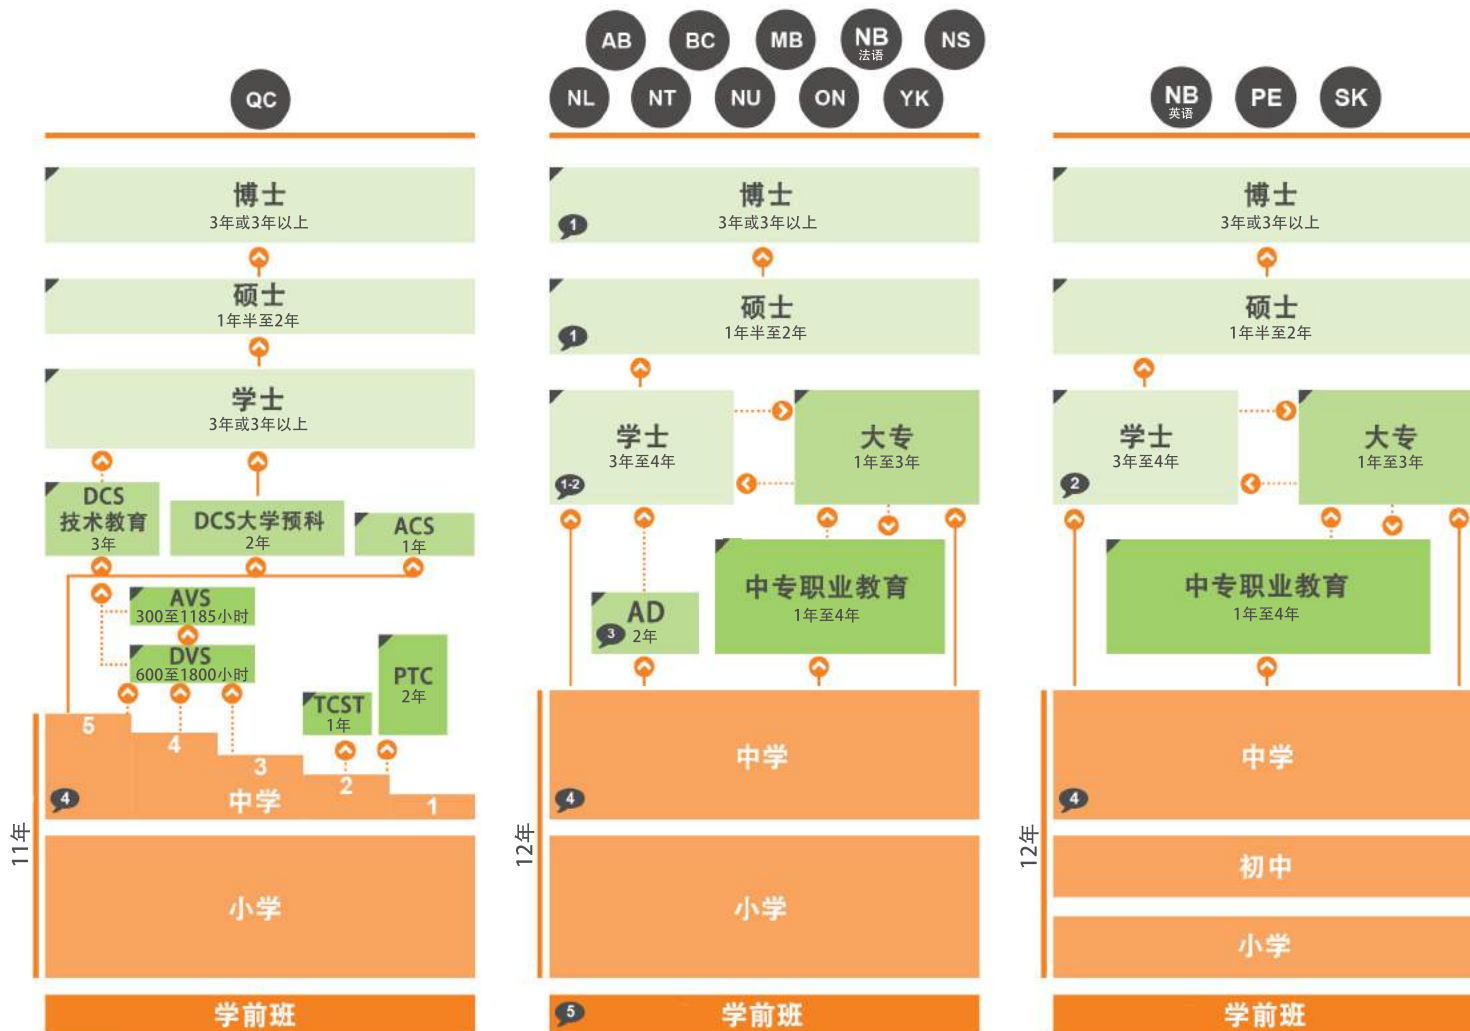 QC
博士
3年或3年以上
硕士
1年半至2年
学士
3年或3年以上
DCS
技术教育
3年
DCS大学预科
2年
ACS
1年
AVS
300至1185小时
DVS
600至1800小时
TCST
1年
PTC
2年
5
4
3
2
1
4
中学
11年
小学
学前班
AB
BC
MB
NB
法语
NS
NL
NT
NU
ON
YK
博士
3年或3年以上
1
硕士
1年半至2年
1
学士
3年至4年
1-2
大专
1年至3年
AD
2年
3
中专职业教育
1年至4年
中学
4
12年
小学
5
学前班
NB
英语
PE
SK
博士
3年或3年以上
硕士
1年半至2年
学士
3年至4年
2
大专
1年至3年
中专职业教育
1年至4年
中学
4
12年
初中
小学
学前班